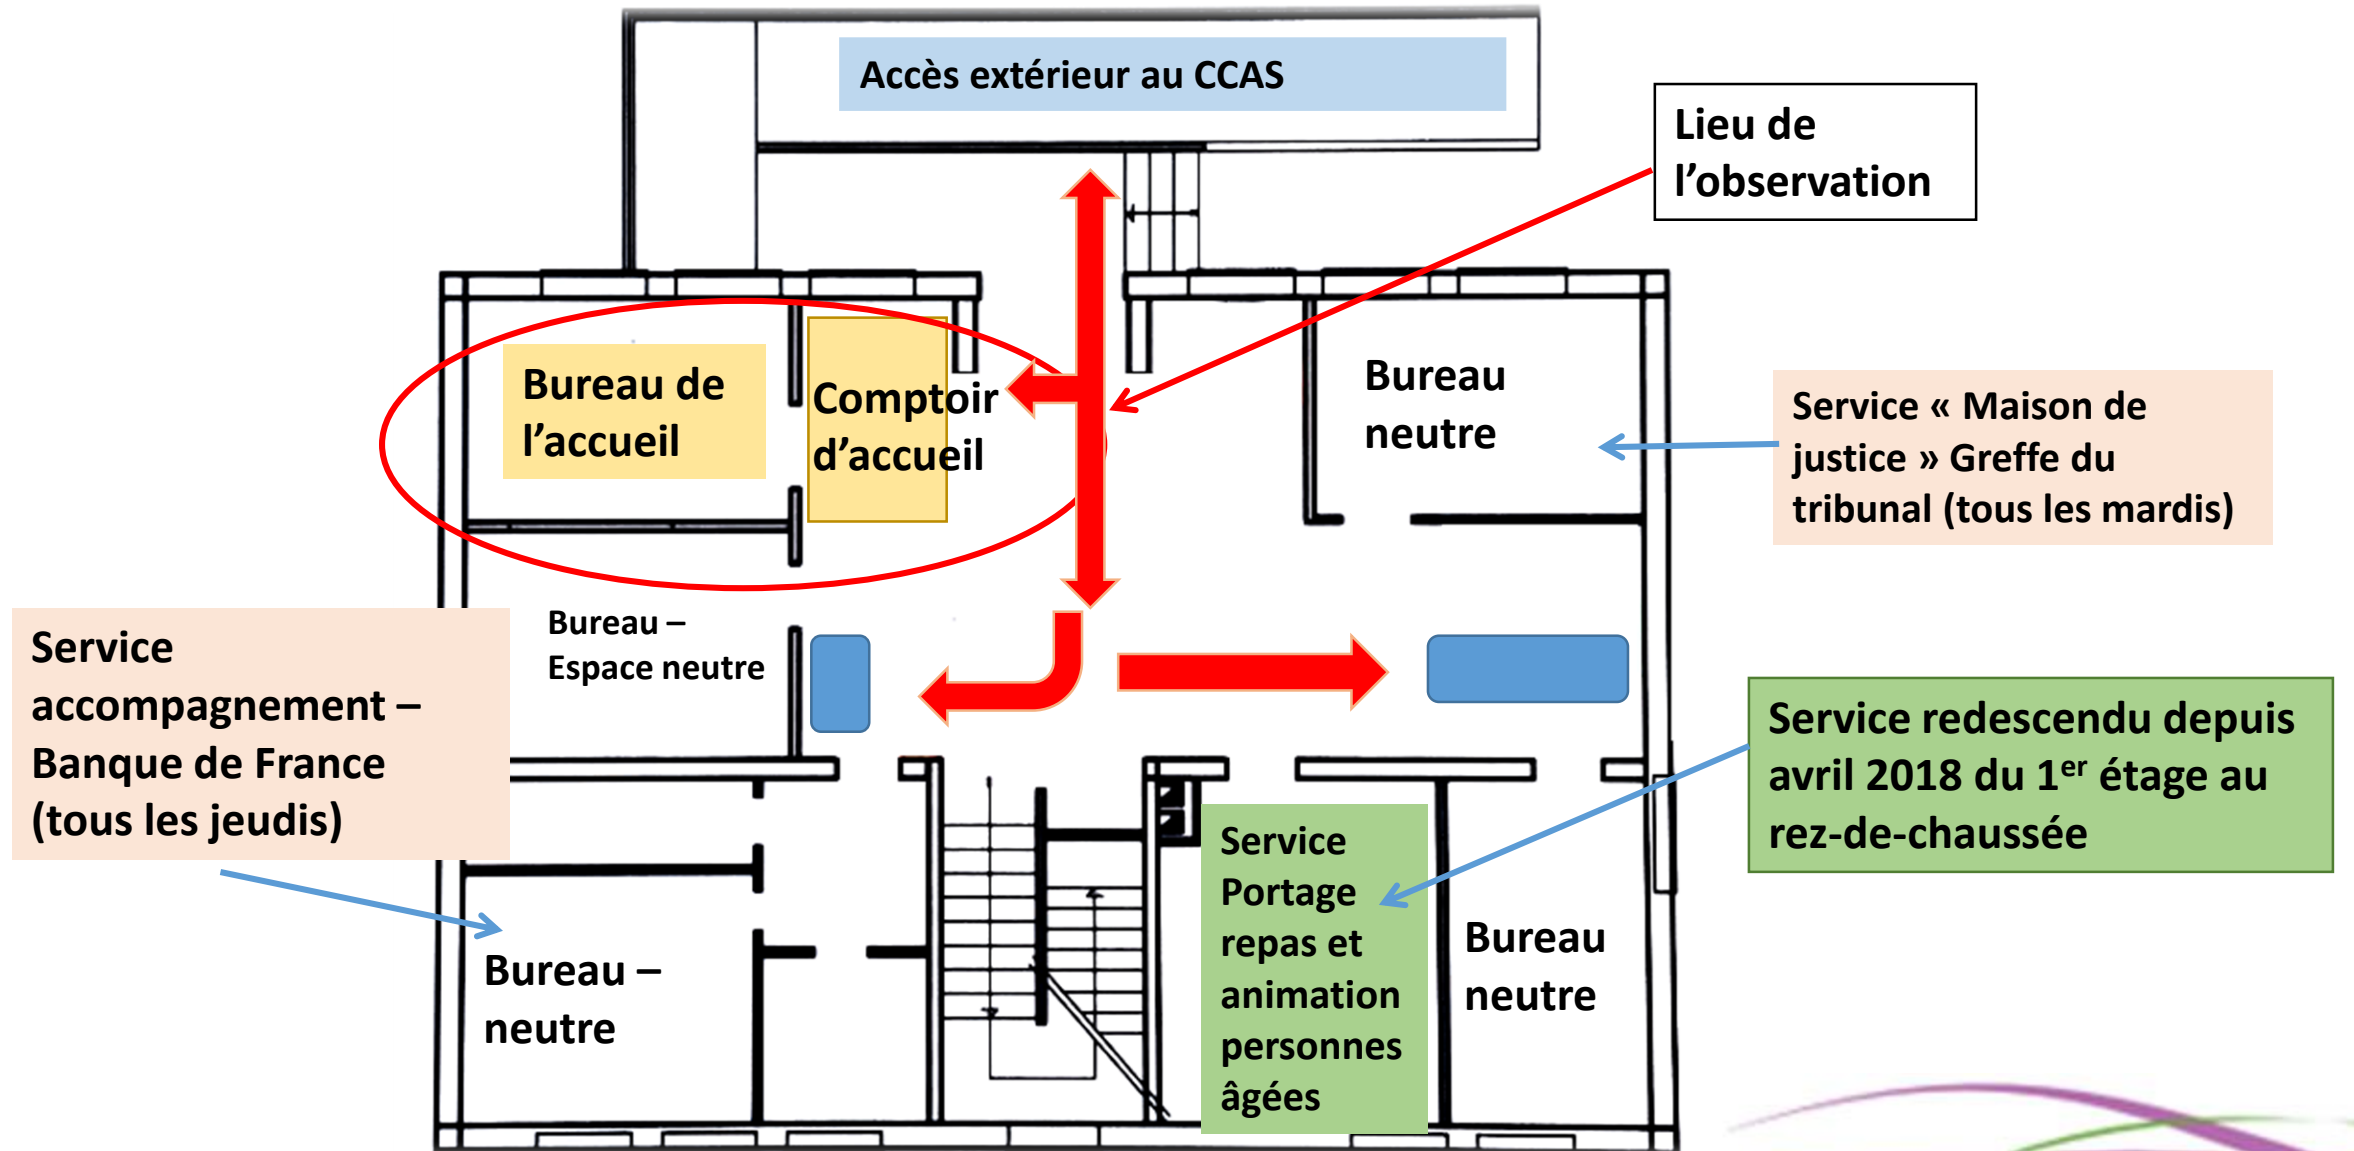 Accès extérieur au CCAS
Lieu de
l’observation
Bureau de
l’accueil
Comptoir
d’accueil
Bureau
neutre
Service « Maison de
justice » Greffe du
tribunal (tous les mardis)
Bureau –
Espace neutre
Service
accompagnement –
Banque de France
(tous les jeudis)
Service redescendu depuis
avril 2018 du 1er étage au
rez-de-chaussée
Service
Portage
repas et
animation
personnes
âgées
Bureau
neutre
Bureau –
neutre